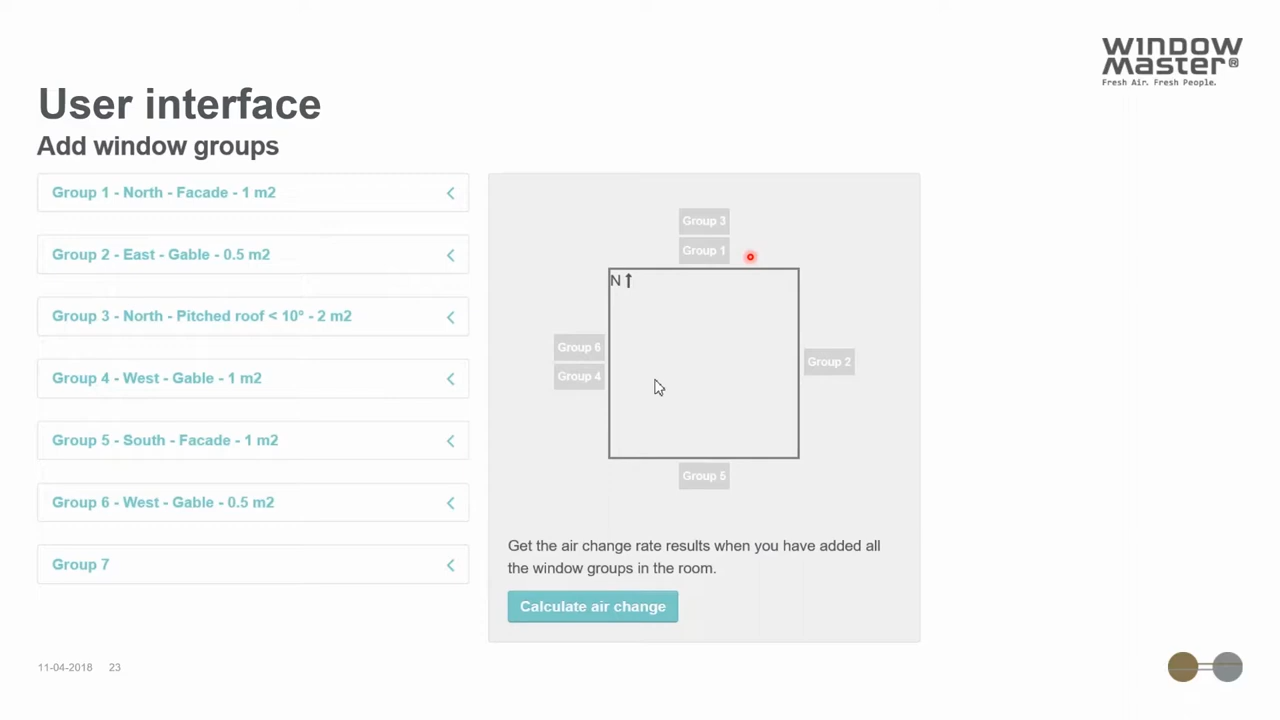 WINDOW
Master®
Fresh Air. Fresh People.
User interface
Add window groups
Group 1 - North - Facade - 1 m2
Group 2 - East - Gable - 0.5 m2
Group 3 - North - Pitched roof < 10° - 2 m2
Group 4 - West - Gable - 1 m2
Group 5 - South - Facade - 1 m2
Group 6 - West - Gable - 0.5 m2
Group 7
Group 3
Group 1
N
Group 6
Group 4
Group 2
Group 5
Get the air change rate results when you have added all
the window groups in the room.
Calculate air change
11-04-2018 23